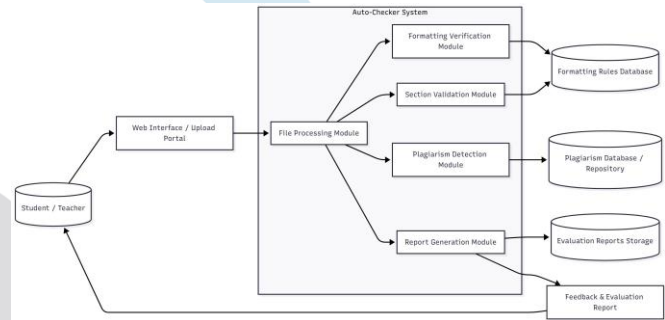 Auto-Checker System
Formatting Verification
Module
Formatting Rules Database
Section Validation Module
Web Interface / Upload
Portal
File Processing Module
Plagiarism Detection
Module
Plagiarism Database /
Repository
Student / Teacher
Report Generation Module
Evaluation Reports Storage
Feedback & Evaluation
Report